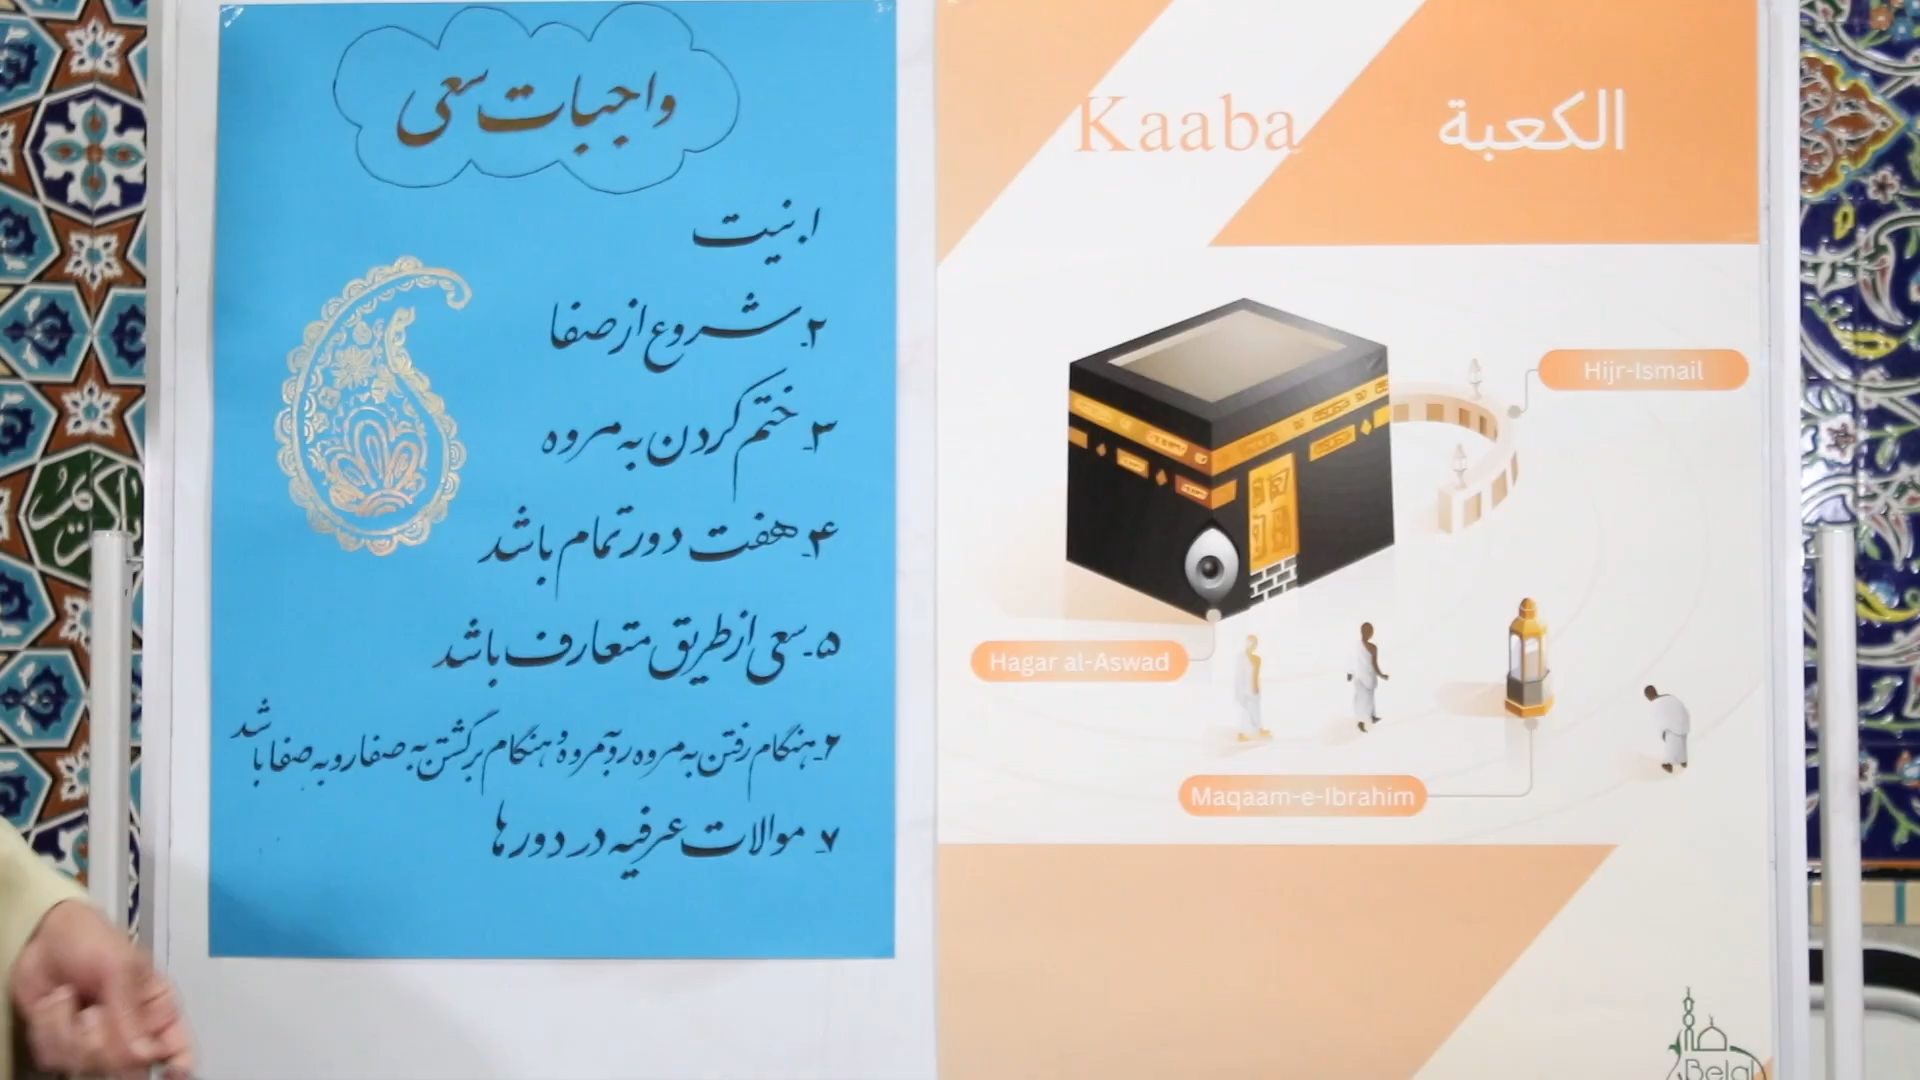 واجبات سعی
۱. نیت
۲. شروع از صفا
۳. ختم کردن به مروه
۴. هفت دور تمام باشد
۵. سعی از طریق متعارف باشد
۶. هنگام رفتن به مروه رو به مروه و هنگام برگشتن به صفا رو به صفا باشد
۷. موالات عرفیه در دورها
Kaaba
الكعبة
Hijr-Ismail
Hagar al-Aswad
Maqaam-e-Ibrahim
Belal